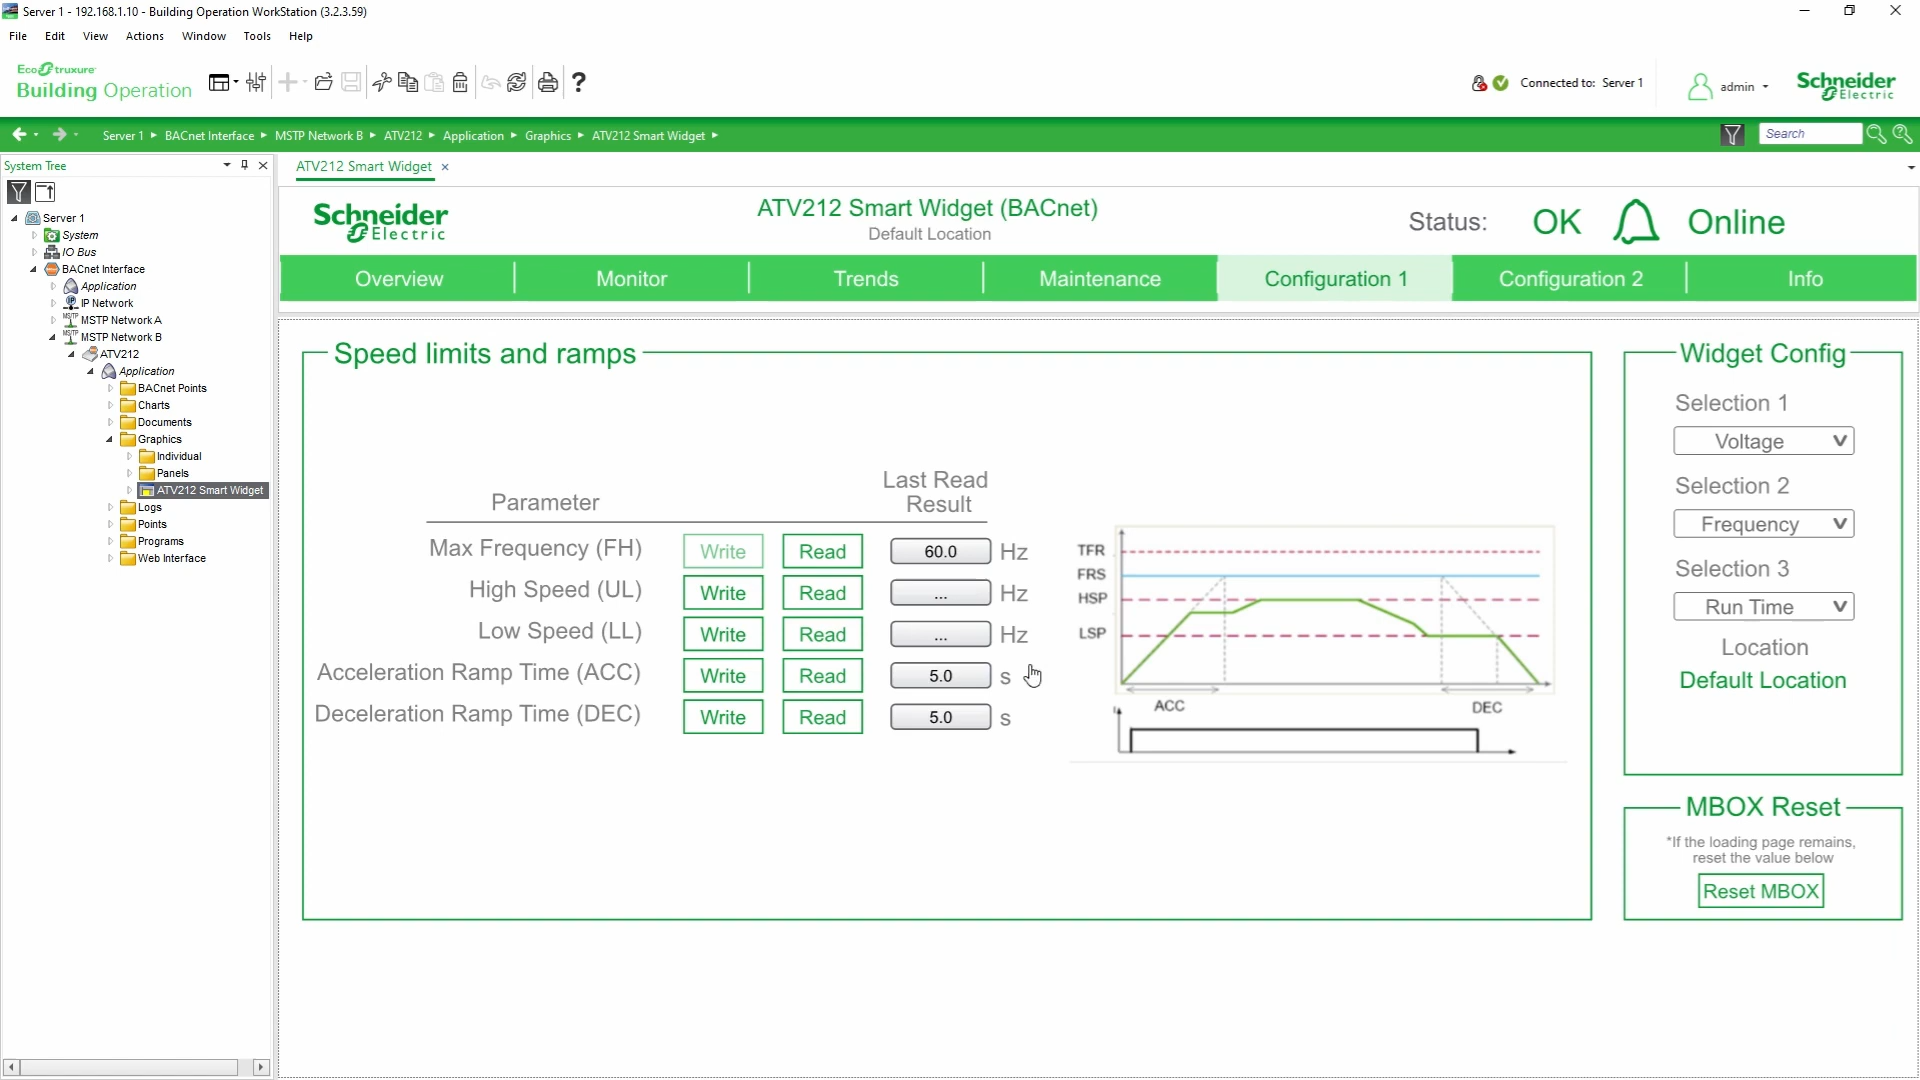 Server 1 - 192.168.1.10 - Building Operation WorkStation (3.2.3.59)
File Edit View Actions Window Tools Help
EcoStruxure
Building Operation
?
Connected to: Server 1
admin
Schneider
Electric
Server 1 BACnet Interface MSTP Network B ATV212 Application Graphics ATV212 Smart Widget
Search
System Tree
Server 1
System
IO Bus
BACnet Interface
Application
IP Network
MSTP Network A
MSTP Network B
ATV212
Application
BACnet Points
Charts
Documents
Graphics
Individual
Panels
ATV212 Smart Widget
Logs
Points
Programs
Web Interface
ATV212 Smart Widget
Schneider
Electric
ATV212 Smart Widget (BACnet)
Default Location
Status: OK Online
Overview Monitor Trends Maintenance Configuration 1 Configuration 2 Info
Speed limits and ramps
Parameter
Last Read
Result
Max Frequency (FH) Write Read 60.0 Hz
High Speed (UL) Write Read ... Hz
Low Speed (LL) Write Read ... Hz
Acceleration Ramp Time (ACC) Write Read 5.0 s
Deceleration Ramp Time (DEC) Write Read 5.0 s
TFR
FRS
HSP
LSP
ACC DEC
Widget Config
Selection 1
Voltage
Selection 2
Frequency
Selection 3
Run Time
Location
Default Location
MBOX Reset
*If the loading page remains,
reset the value below
Reset MBOX